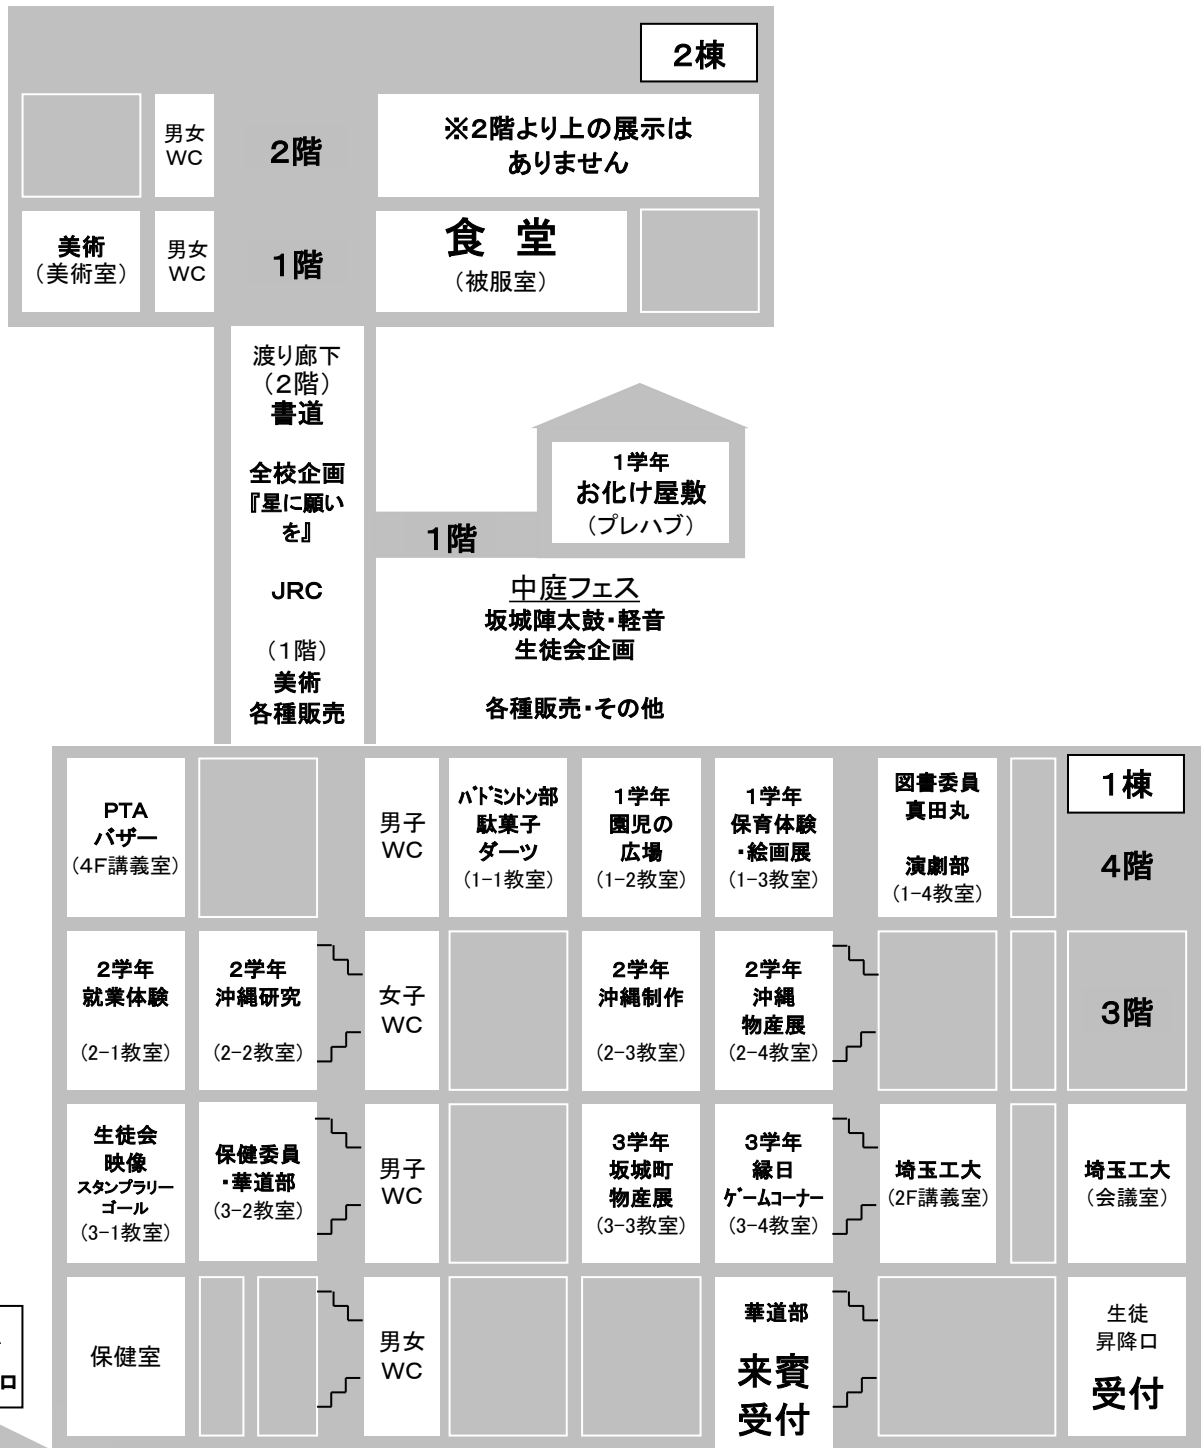 2棟
男女
WC
2階
※2階より上の展示は
ありません
美術
（美術室）
男女
WC
1階
食 堂
（被服室）
渡り廊下
（2階）
書道
全校企画
『星に願い
を』
JRC
（1階）
美術
各種販売
1学年
お化け屋敷
（プレハブ）
1階
中庭フェス
坂城陣太鼓・軽音
生徒会企画
各種販売・その他
1棟
PTA
バザー
（4F講義室）
男子
WC
ﾊﾞﾄﾞﾐﾝﾄﾝ部
駄菓子
ダーツ
（1-1教室）
1学年
園児の
広場
（1-2教室）
1学年
保育体験
・絵画展
（1-3教室）
図書委員
真田丸
演劇部
（1-4教室）
4階
2学年
就業体験
（2-1教室）
2学年
沖縄研究
（2-2教室）
女子
WC
2学年
沖縄制作
（2-3教室）
2学年
沖縄
物産展
（2-4教室）
3階
生徒会
映像
スタンプラリー
ゴール
（3-1教室）
保健委員
・華道部
（3-2教室）
男子
WC
3学年
坂城町
物産展
（3-3教室）
3学年
縁日
ｹﾞｰﾑｺｰﾅｰ
（3-4教室）
埼玉工大
（2F講義室）
埼玉工大
（会議室）
保健室
男女
WC
華道部
来賓
受付
生徒
昇降口
受付